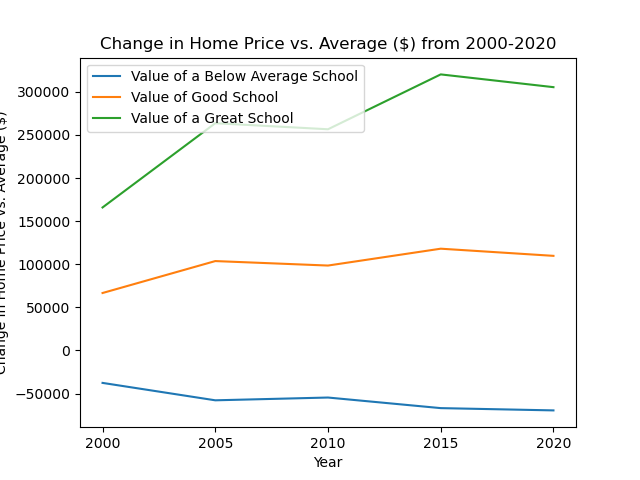 Change in Home Price vs. Average ($) from 2000-2020
Value of a Below Average School
Value of Good School
Value of a Great School
300000
250000
200000
150000
100000
50000
0
−50000
Change in Home Price vs. Average ($)
2000 2005 2010 2015 2020
Year